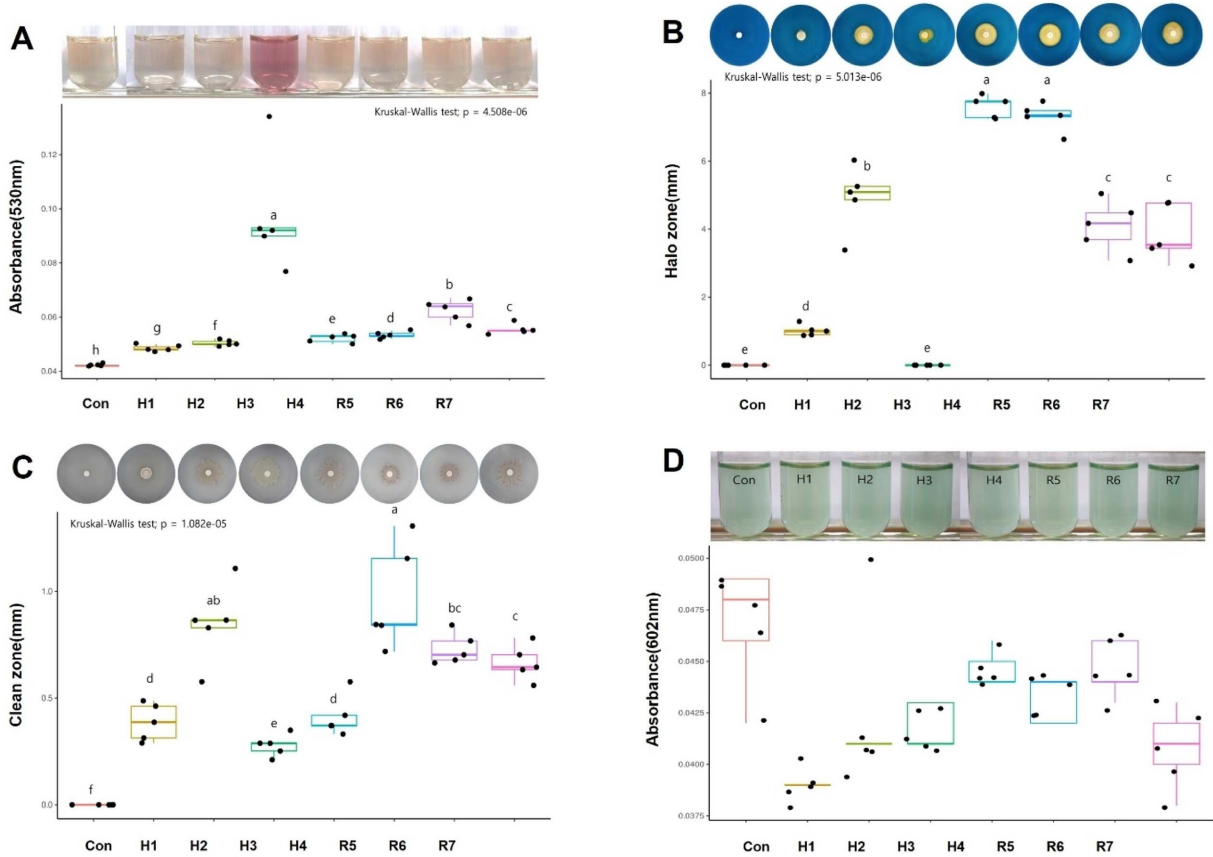 A
Kruskal-Wallis test; p = 4.508e-06
Absorbance(530nm)
0.12
0.10
0.08
0.06
0.04
h
g
f
a
e
d
b
c
Con H1 H2 H3 H4 R5 R6 R7
B
Kruskal-Wallis test; p = 5.013e-06
Halo zone(mm)
8
6
4
2
0
e
d
b
e
a
a
c
c
Con H1 H2 H3 H4 R5 R6 R7
C
Kruskal-Wallis test; p = 1.082e-05
Clean zone(mm)
1.0
0.5
0.0
f
d
ab
e
d
a
bc
c
Con H1 H2 H3 H4 R5 R6 R7
D
Con H1 H2 H3 H4 R5 R6 R7
Absorbance(602nm)
0.0500
0.0475
0.0450
0.0425
0.0400
0.0375
Con H1 H2 H3 H4 R5 R6 R7